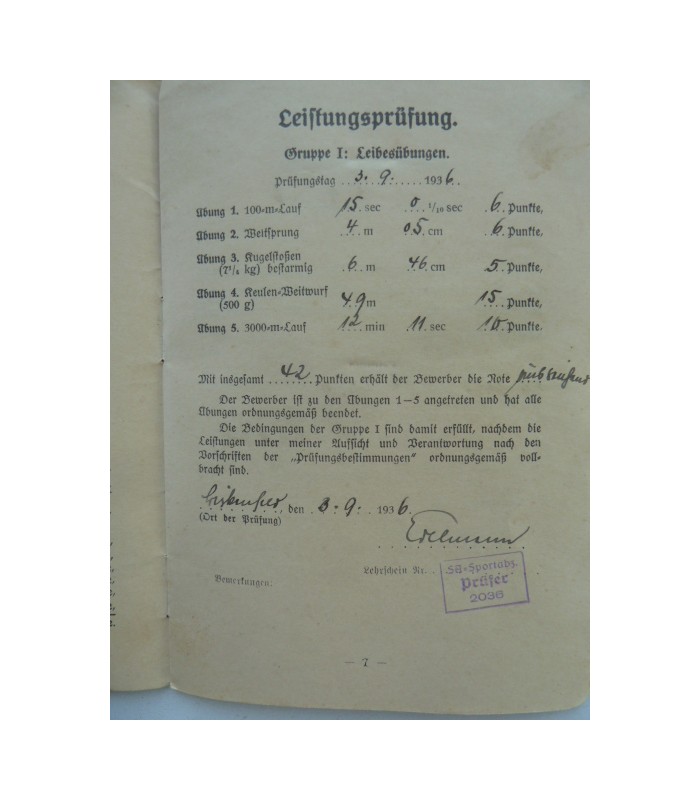 Leistungsprüfung.
Gruppe I: Leibesübungen.
Prüfungstag 3. 9. 1936.
Übung 1. 100-m-Lauf 15 sec 0 1/10 sec 6 Punkte,
Übung 2. Weitsprung 4 m 05 cm 6 Punkte,
Übung 3. Kugelstoßen
(7¼ kg) bestarmig 6 m 46 cm 5 Punkte,
Übung 4. Keulen-Weitwurf
(500 g) 49 m 15 Punkte,
Übung 5. 3000-m-Lauf 12 min 11 sec 10 Punkte.
Mit insgesamt 42 Punkten erhält der Bewerber die Note
Der Bewerber ist zu den Übungen 1—5 angetreten und hat alle
Übungen ordnungsgemäß beendet.
Die Bedingungen der Gruppe I sind damit erfüllt, nachdem die
Leistungen unter meiner Aufsicht und Verantwortung nach den
Vorschriften der „Prüfungsbestimmungen" ordnungsgemäß voll-
bracht sind.
Birkenfeld, den 3. 9. 1936.
(Ort der Prüfung)
Edelmann
Lehrschein Nr.
SA-Sportabz.
Prüfer
2036
Bemerkungen:
— 7 —